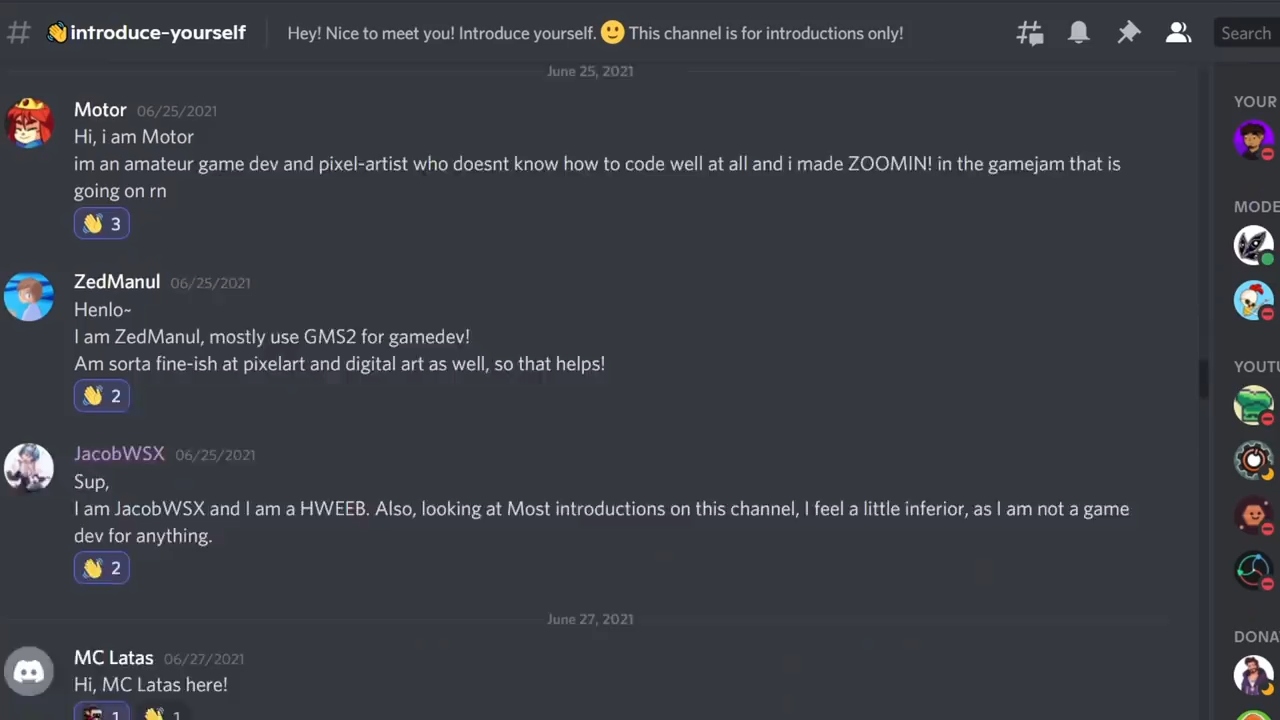 introduce-yourself
Hey! Nice to meet you! Introduce yourself. 🙂 This channel is for introductions only!
Search
June 25, 2021
Motor 06/25/2021
Hi, i am Motor
im an amateur game dev and pixel-artist who doesnt know how to code well at all and i made ZOOMIN! in the gamejam that is
going on rn
👋 3
ZedManul 06/25/2021
Henlo~
I am ZedManul, mostly use GMS2 for gamedev!
Am sorta fine-ish at pixelart and digital art as well, so that helps!
👋 2
JacobWSX 06/25/2021
Sup,
I am JacobWSX and I am a HWEEB. Also, looking at Most introductions on this channel, I feel a little inferior, as I am not a game
dev for anything.
👋 2
June 27, 2021
MC Latas 06/27/2021
Hi, MC Latas here!
1 👋 1
YOUR
MODE
YOUTU
DONA